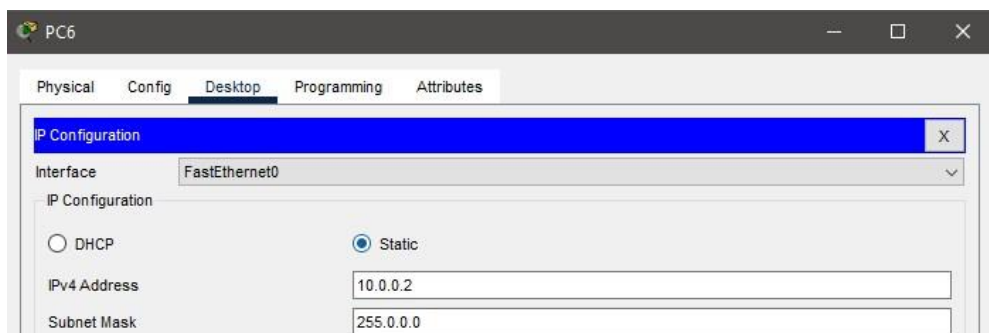 PC6
Physical Config Desktop Programming Attributes
IP Configuration X
Interface FastEthernet0
IP Configuration
DHCP Static
IPv4 Address 10.0.0.2
Subnet Mask 255.0.0.0